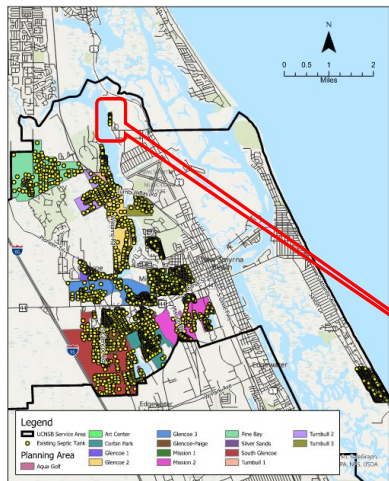 N
0 0.5 1 2
Miles
New Smyrna
Beach
Edgewater
Edgewater
Legend
UCNSB Service Area
Existing Septic Tank
Planning Area
Aqua Golf
Art Center
Corbin Park
Glencoe 1
Glencoe 2
Glencoe 3
Glencoe-Paige
Mission 1
Mission 2
Pine Bay
Silver Sands
South Glencoe
Turnbull 1
Turnbull 2
Turnbull 3